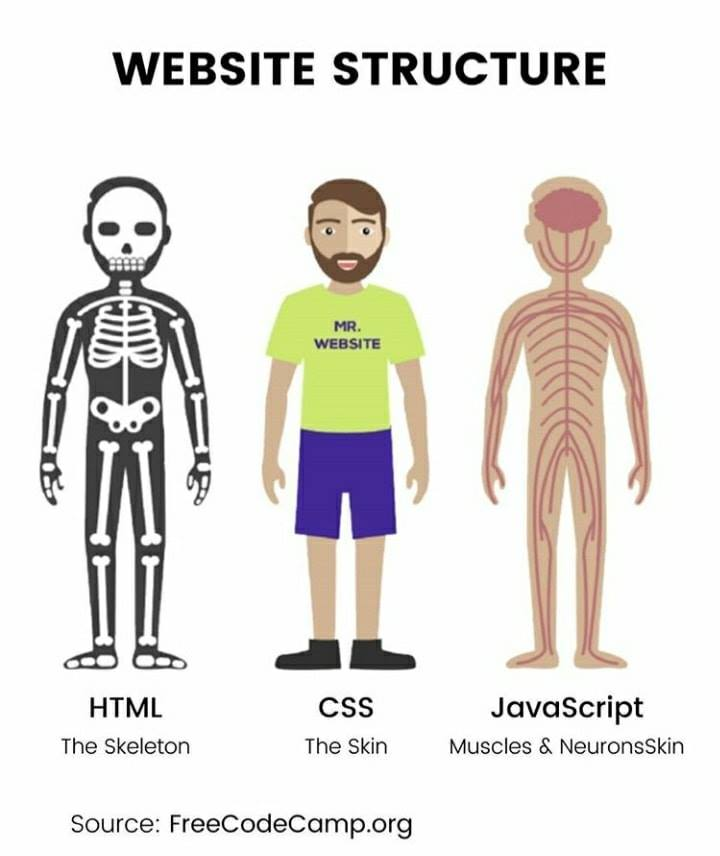 WEBSITE STRUCTURE
MR.
WEBSITE
HTML
The Skeleton
CSS
The Skin
JavaScript
Muscles & NeuronsSkin
Source: FreeCodeCamp.org